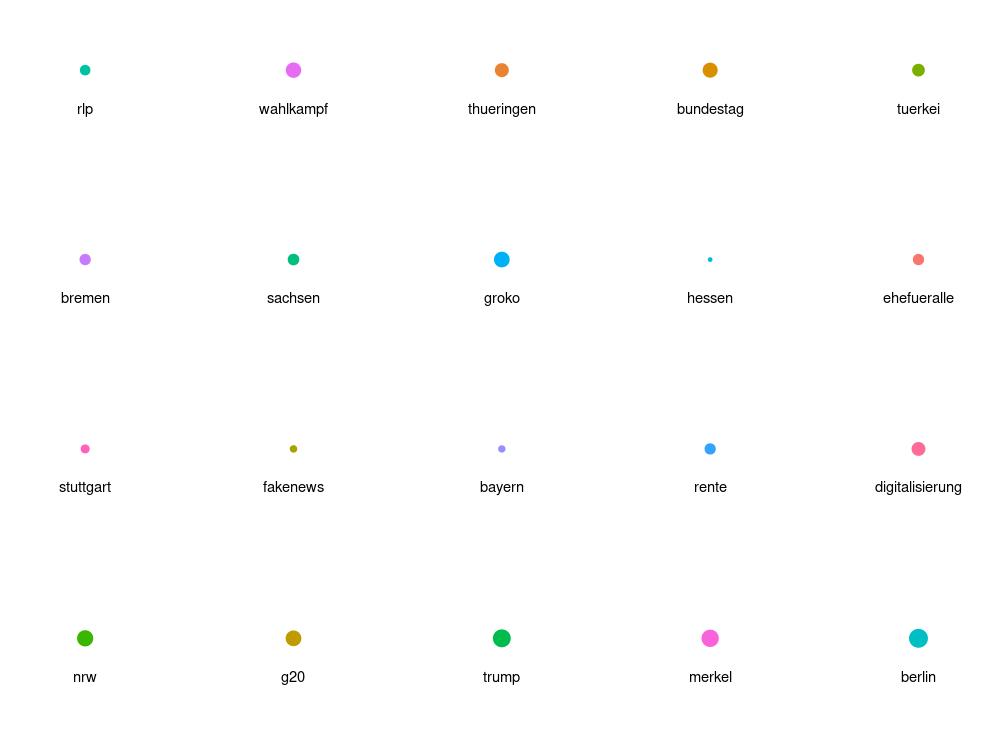 rlp wahlkampf thueringen bundestag tuerkei
bremen sachsen groko hessen ehefueralle
stuttgart fakenews bayern rente digitalisierung
nrw g20 trump merkel berlin